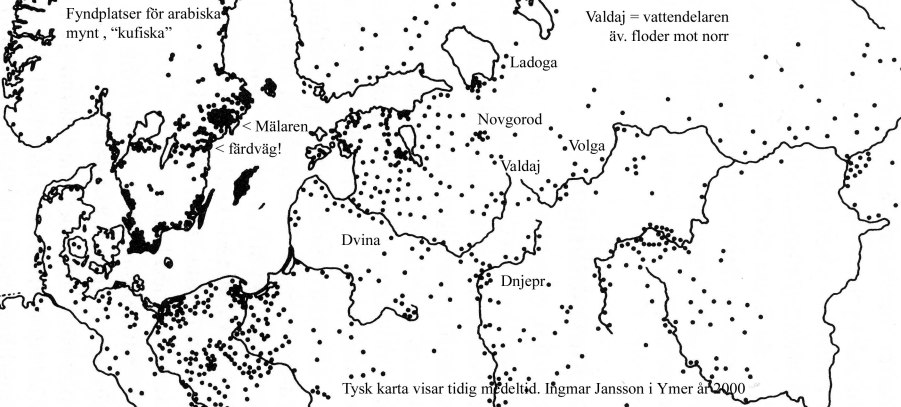 Fyndplatser för arabiska
mynt , “kufiska”
Valdaj = vattendelaren
äv. floder mot norr
Ladoga
Novgorod
< Mälaren
< färdväg!
Volga
Valdaj
Dvina
Dnjepr
Tysk karta visar tidig medeltid. Ingmar Jansson i Ymer år 2000